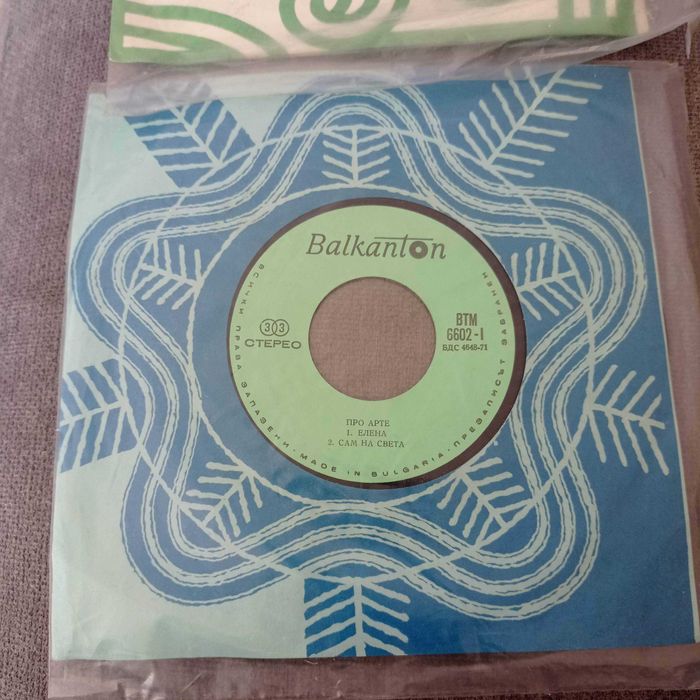 Balkanton
33
СТЕРЕО
ВТМ
6602-I
БДС 4648-71
ПРО АРТЕ
1. ЕЛЕНА
2. САМ НА СВЕТА
ВСИЧКИ ПРАВА ЗАПАЗЕНИ · MADE IN BULGARIA · ПРЕЗАПИСЪТ ЗАБРАНЕН